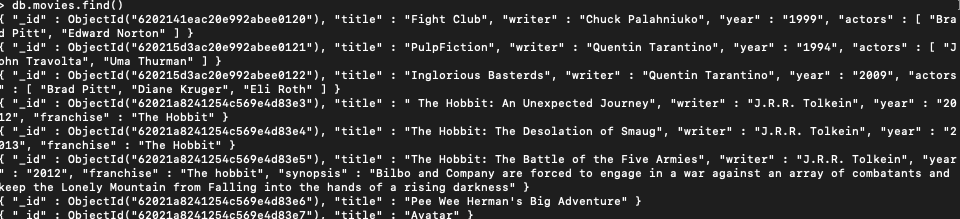 > db.movies.find()
{ "_id" : ObjectId("6202141eac20e992abee0120"), "title" : "Fight Club", "writer" : "Chuck Palahniuko", "year" : "1999", "actors" : [ "Bra
d Pitt", "Edward Norton" ] }
{ "_id" : ObjectId("620215d3ac20e992abee0121"), "title" : "PulpFiction", "writer" : "Quentin Tarantino", "year" : "1994", "actors" : [ "J
ohn Travolta", "Uma Thurman" ] }
{ "_id" : ObjectId("620215d3ac20e992abee0122"), "title" : "Inglorious Basterds", "writer" : "Quentin Tarantino", "year" : "2009", "actors
" : [ "Brad Pitt", "Diane Kruger", "Eli Roth" ] }
{ "_id" : ObjectId("62021a8241254c569e4d83e3"), "title" : " The Hobbit: An Unexpected Journey", "writer" : "J.R.R. Tolkein", "year" : "20
12", "franchise" : "The Hobbit" }
{ "_id" : ObjectId("62021a8241254c569e4d83e4"), "title" : "The Hobbit: The Desolation of Smaug", "writer" : "J.R.R. Tolkein", "year" : "2
013", "franchise" : "The Hobbit" }
{ "_id" : ObjectId("62021a8241254c569e4d83e5"), "title" : "The Hobbit: The Battle of the Five Armies", "writer" : "J.R.R. Tolkein", "year
" : "2012", "franchise" : "The hobbit", "synopsis" : "Bilbo and Company are forced to engage in a war against an array of combatants and
keep the Lonely Mountain from Falling into the hands of a rising darkness" }
{ "_id" : ObjectId("62021a8241254c569e4d83e6"), "title" : "Pee Wee Herman's Big Adventure" }
{ "_id" : ObjectId("62021a8241254c569e4d83e7"), "title" : "Avatar" }